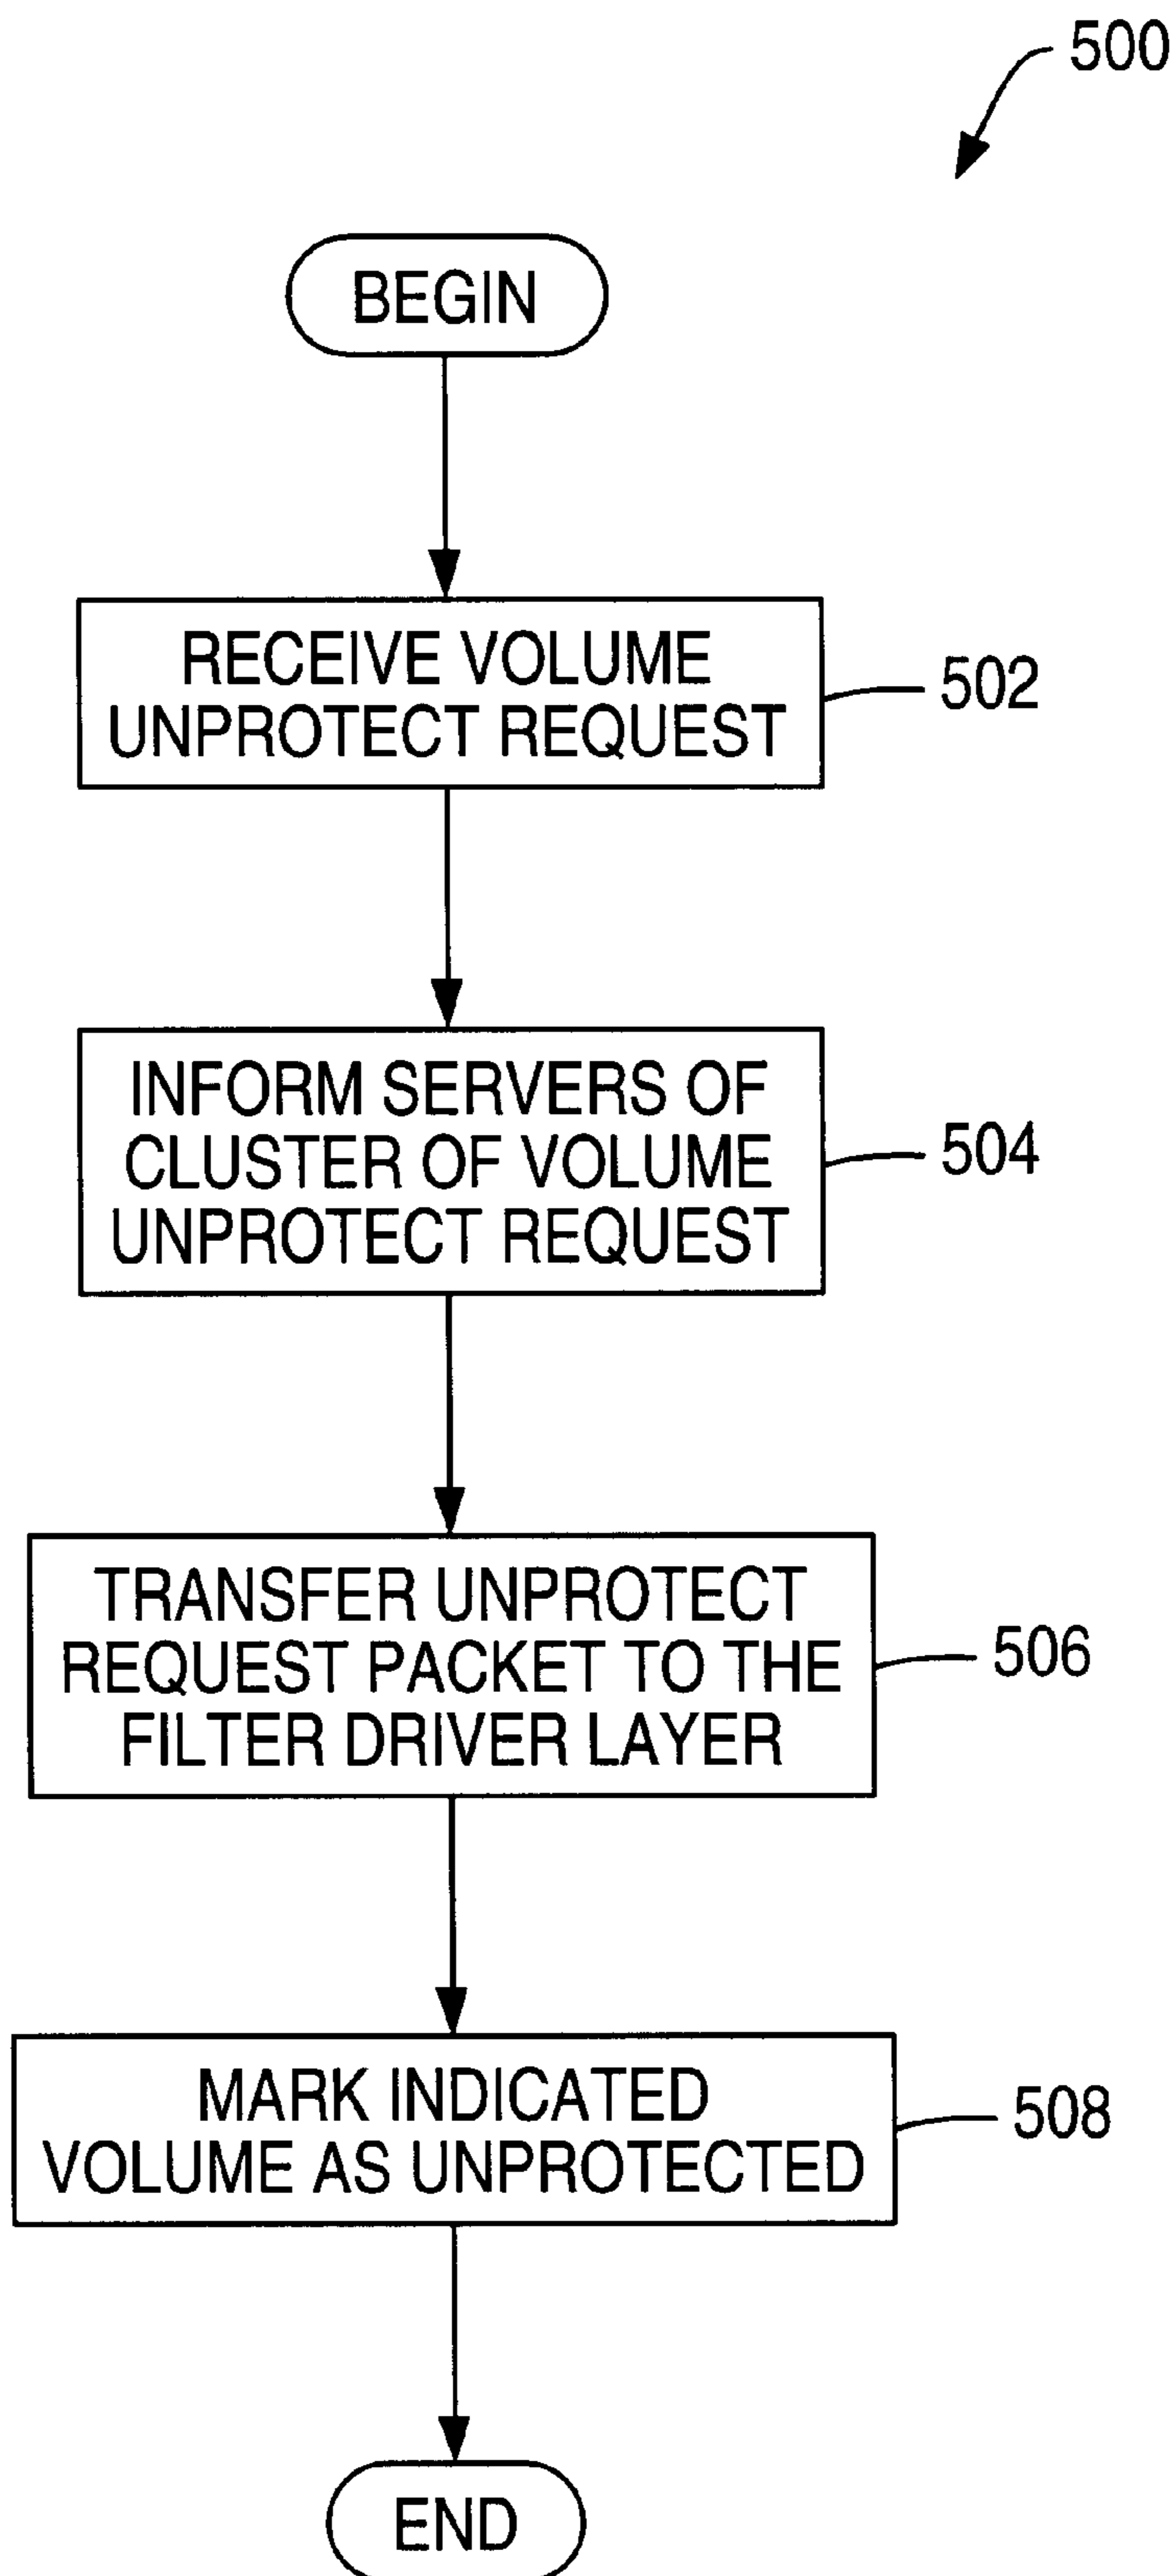 500
BEGIN
RECEIVE VOLUME
UNPROTECT REQUEST
502
INFORM SERVERS OF
CLUSTER OF VOLUME
UNPROTECT REQUEST
504
TRANSFER UNPROTECT
REQUEST PACKET TO THE
FILTER DRIVER LAYER
506
MARK INDICATED
VOLUME AS UNPROTECTED
508
END